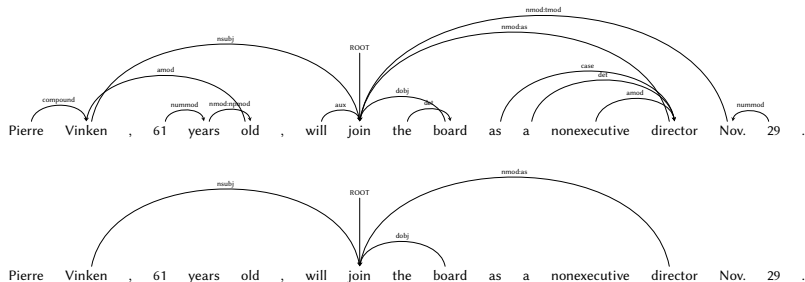 nmod:tmod
nsubj
nmod:as
ROOT
amod
case
det
compound
nummod
nmod:npmod
aux
dobj
det
amod
nummod
Pierre Vinken , 61 years old , will join the board as a nonexecutive director Nov. 29 .
nmod:as
nsubj
ROOT
dobj
Pierre Vinken , 61 years old , will join the board as a nonexecutive director Nov. 29 .